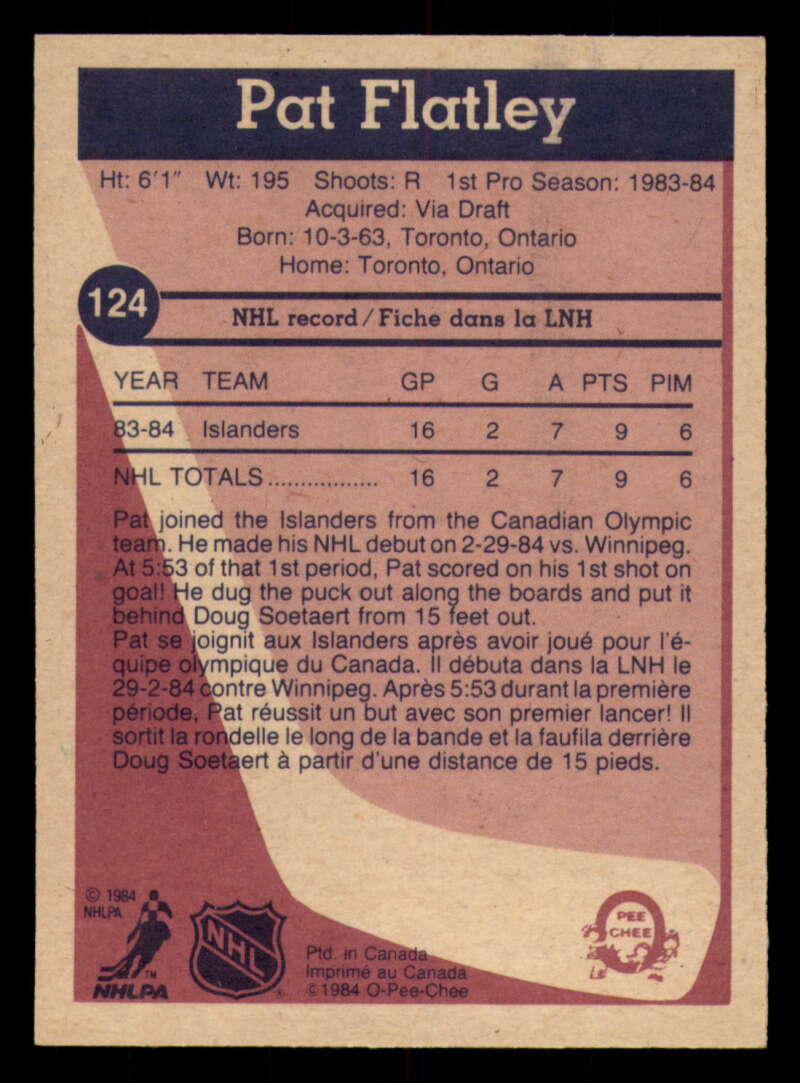 Pat Flatley
Ht: 6'1" Wt: 195 Shoots: R 1st Pro Season: 1983-84
Acquired: Via Draft
Born: 10-3-63, Toronto, Ontario
Home: Toronto, Ontario
124
NHL record/Fiche dans la LNH
YEAR TEAM GP G A PTS PIM
83-84 Islanders 16 2 7 9 6
NHL TOTALS................. 16 2 7 9 6
Pat joined the Islanders from the Canadian Olympic
team. He made his NHL debut on 2-29-84 vs. Winnipeg.
At 5:53 of that 1st period, Pat scored on his 1st shot on
goal! He dug the puck out along the boards and put it
behind Doug Soetaert from 15 feet out.
Pat se joignit aux Islanders après avoir joué pour l'é-
quipe olympique du Canada. Il débuta dans la LNH le
29-2-84 contre Winnipeg. Après 5:53 durant la première
période, Pat réussit un but avec son premier lancer! Il
sortit la rondelle le long de la bande et la faufila derrière
Doug Soetaert à partir d'une distance de 15 pieds.
© 1984
NHLPA
TM
NHLPA
NHL
®
Ptd. in Canada
Imprimé au Canada
©1984 O-Pee-Chee
PEE
CHEE